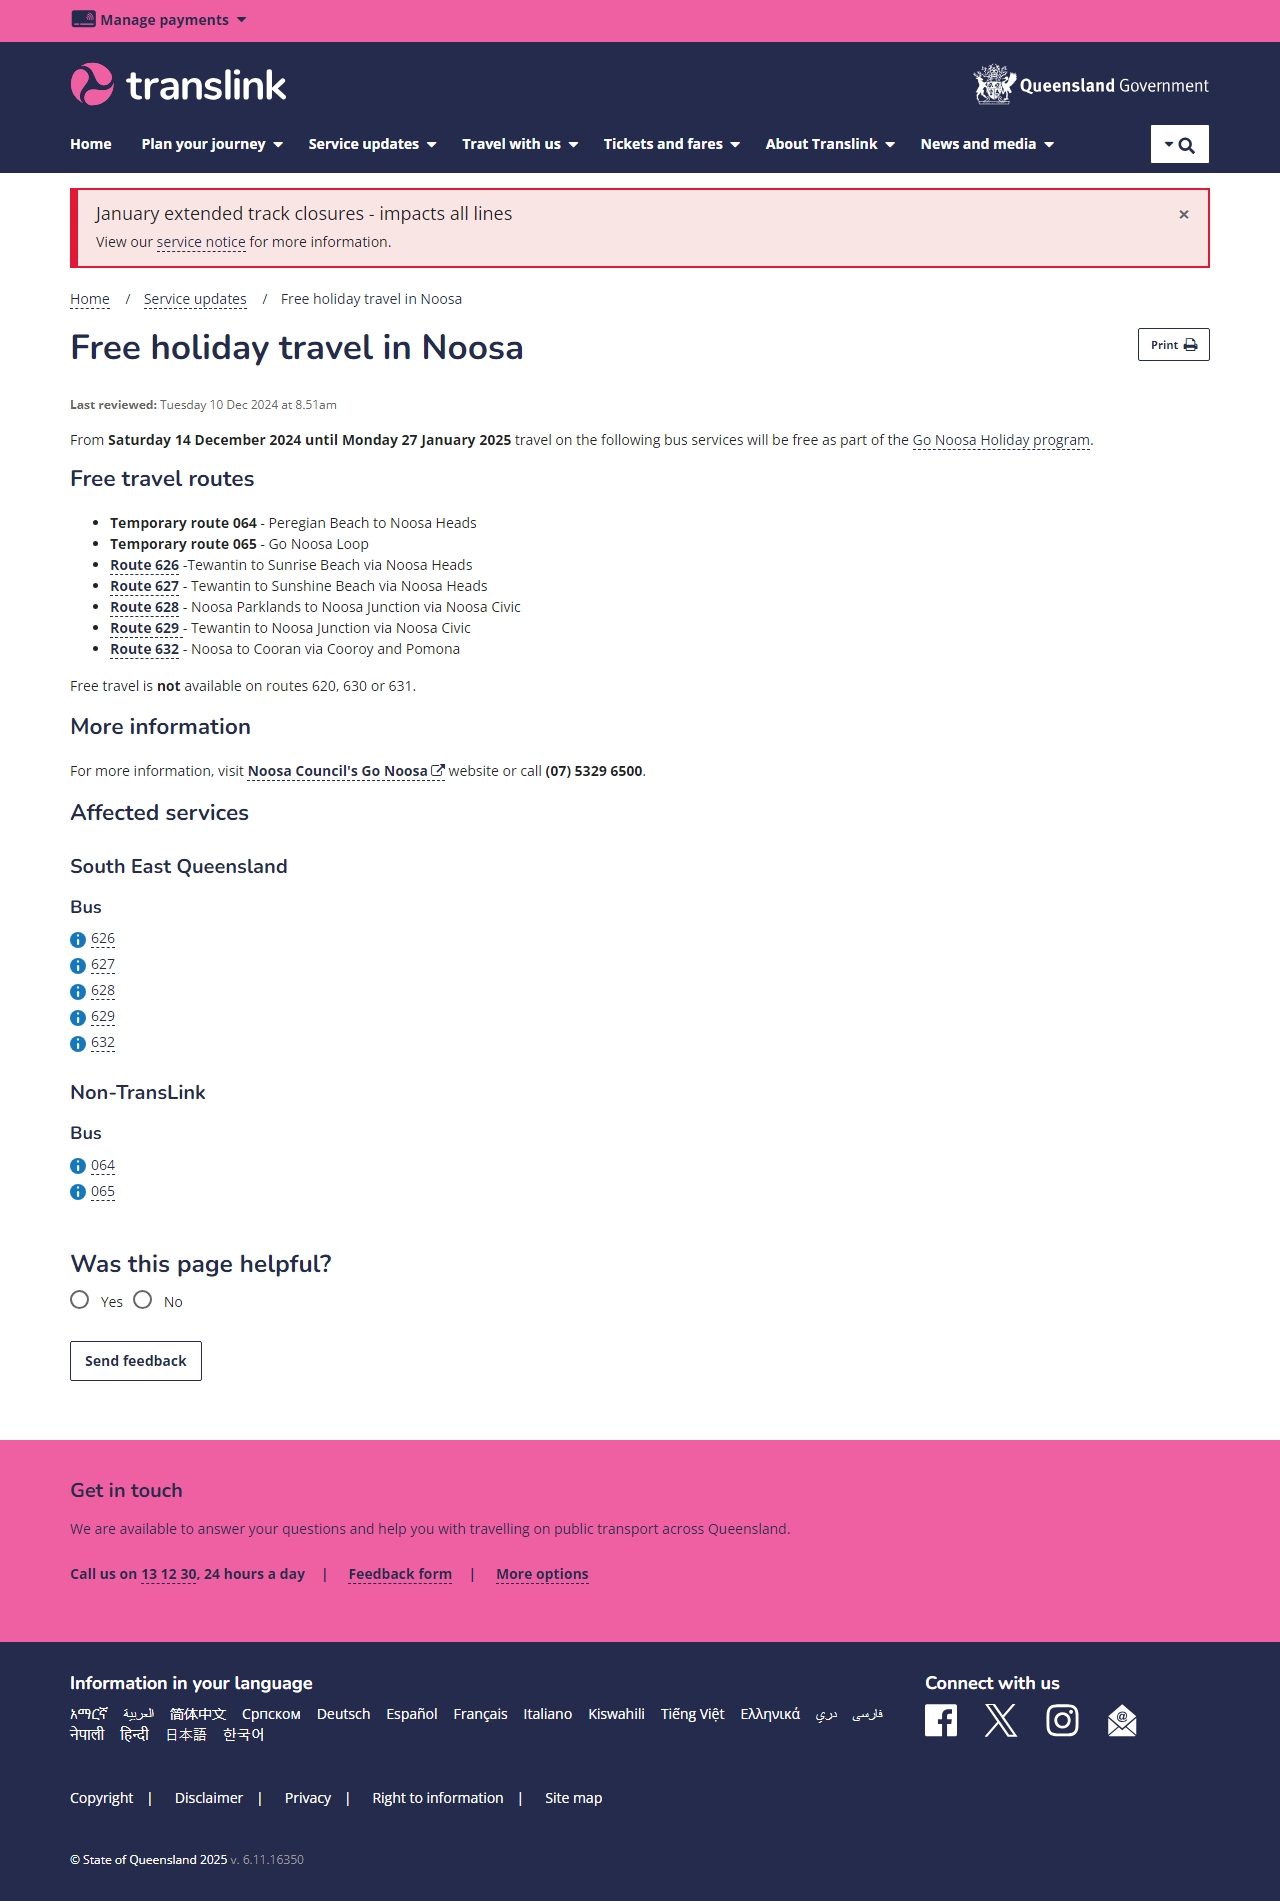 Manage payments
translink
Queensland Government
Home Plan your journey Service updates Travel with us Tickets and fares About Translink News and media
January extended track closures - impacts all lines ×
View our service notice for more information.
Home / Service updates / Free holiday travel in Noosa
Free holiday travel in Noosa
Print
Last reviewed: Tuesday 10 Dec 2024 at 8.51am
From Saturday 14 December 2024 until Monday 27 January 2025 travel on the following bus services will be free as part of the Go Noosa Holiday program.
Free travel routes
• Temporary route 064 - Peregian Beach to Noosa Heads
• Temporary route 065 - Go Noosa Loop
• Route 626 -Tewantin to Sunrise Beach via Noosa Heads
• Route 627 - Tewantin to Sunshine Beach via Noosa Heads
• Route 628 - Noosa Parklands to Noosa Junction via Noosa Civic
• Route 629 - Tewantin to Noosa Junction via Noosa Civic
• Route 632 - Noosa to Cooran via Cooroy and Pomona
Free travel is not available on routes 620, 630 or 631.
More information
For more information, visit Noosa Council's Go Noosa website or call (07) 5329 6500.
Affected services
South East Queensland
Bus
626
627
628
629
632
Non-TransLink
Bus
064
065
Was this page helpful?
Yes No
Send feedback
Get in touch
We are available to answer your questions and help you with travelling on public transport across Queensland.
Call us on 13 12 30, 24 hours a day | Feedback form | More options
Information in your language
አማርኛ العربية 简体中文 Српском Deutsch Español Français Italiano Kiswahili Tiếng Việt Ελληνικά دري فارسی
नेपाली हिन्दी 日本語 한국어
Connect with us
Copyright | Disclaimer | Privacy | Right to information | Site map
© State of Queensland 2025 v. 6.11.16350